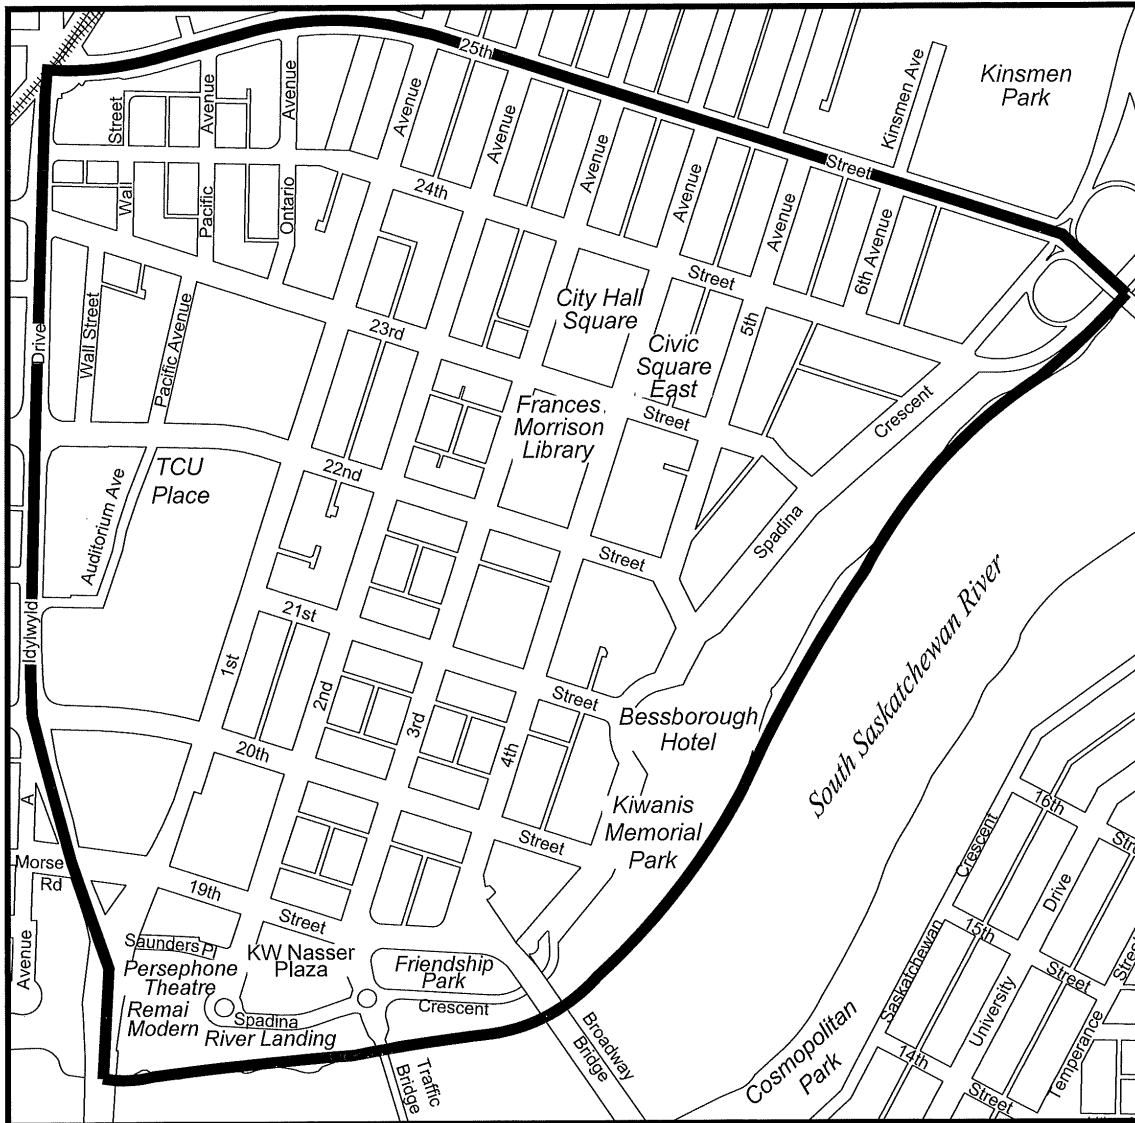 25th
Street
Kinsmen Ave
Kinsmen
Park
Street
Avenue
Avenue
Avenue
Avenue
Avenue
Avenue
Avenue
6th Avenue
Wall
Pacific
Ontario
24th
Street
5th
City Hall
Square
Civic
Square
East
Drive
Wall Street
Pacific Avenue
23rd
Street
Frances
Morrison
Library
Crescent
Spadina
TCU
Place
Auditorium Ave
22nd
Street
South Saskatchewan River
Idylwyld
21st
Street
1st
2nd
3rd
4th
Bessborough
Hotel
20th
Street
Kiwanis
Memorial
Park
A
Avenue
Morse
Rd
19th
Street
Saunders Pl
Persephone
Theatre
Remai
Modern
KW Nasser
Plaza
Friendship
Park
Spadina
Crescent
River Landing
Traffic
Bridge
Broadway
Bridge
Cosmopolitan
Park
Saskatchewan
Crescent
16th
15th
Street
14th
Street
University
Drive
Temperance